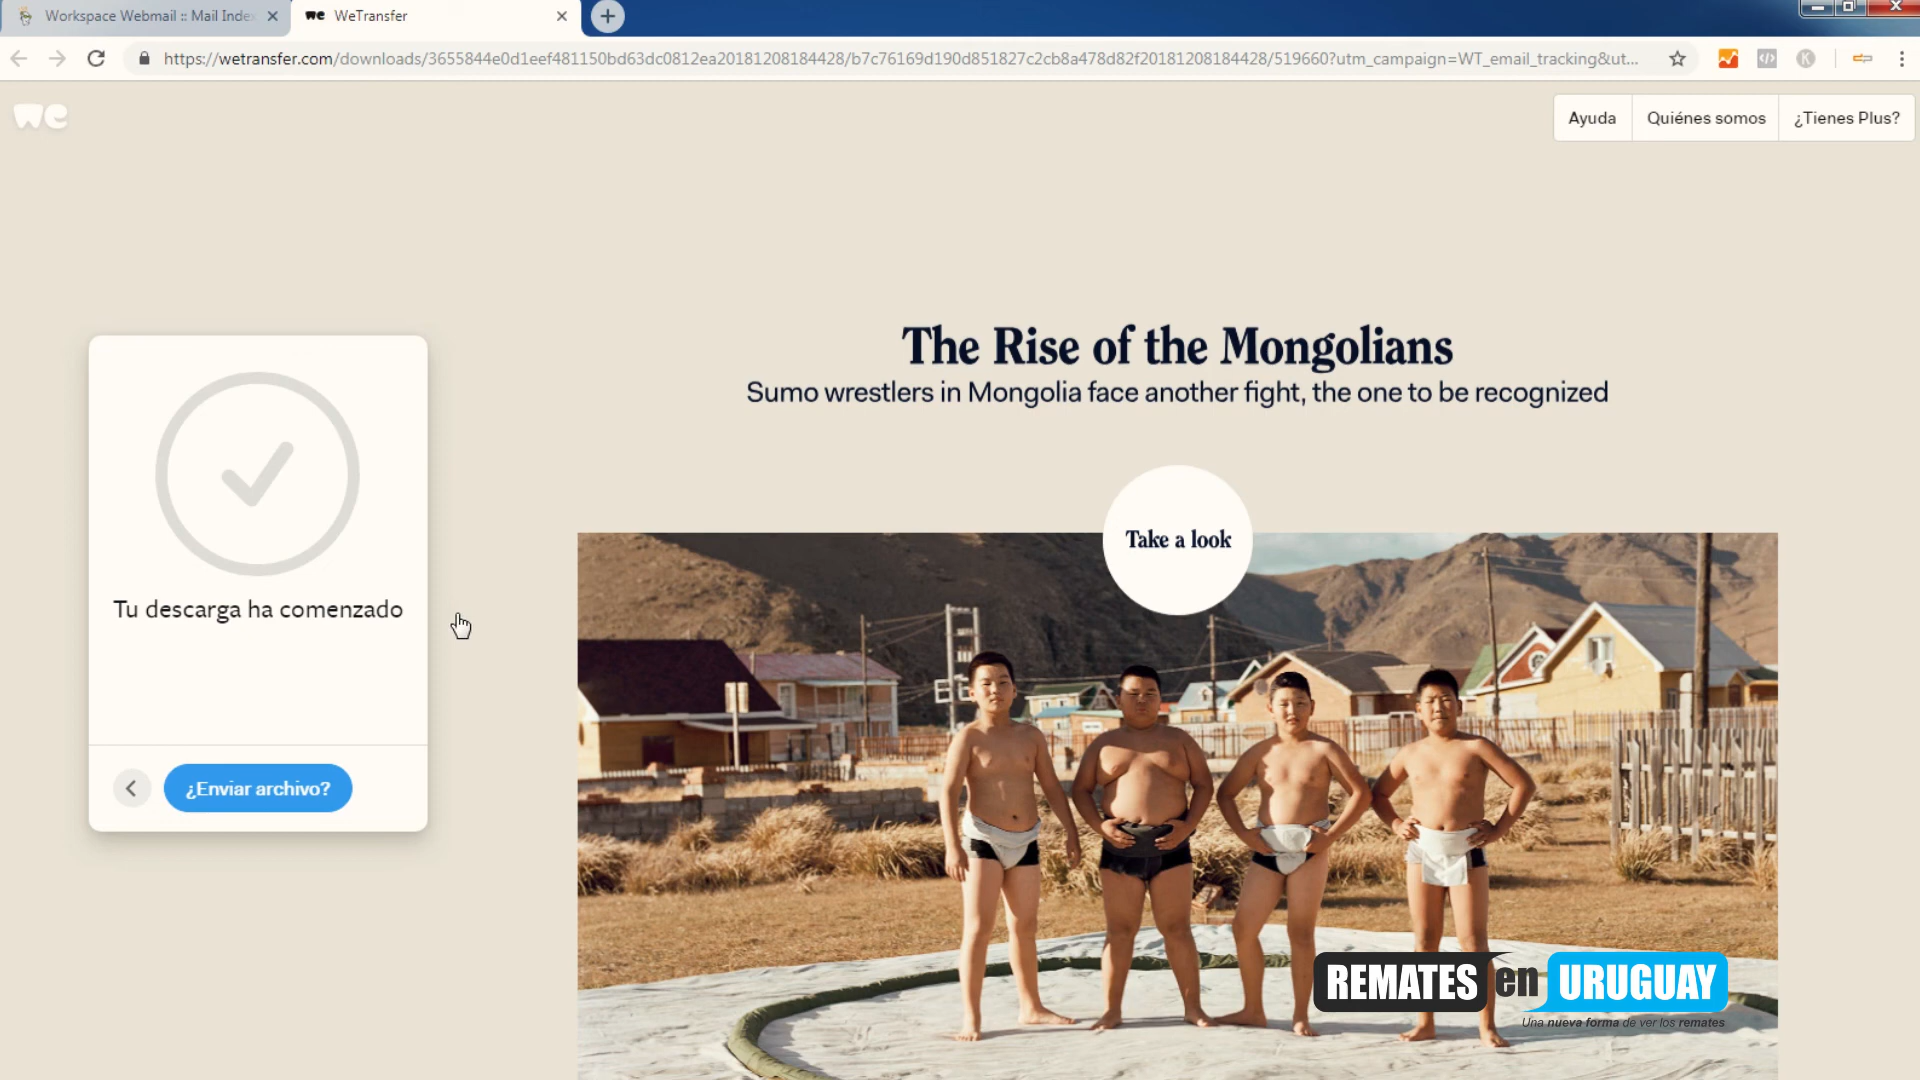 Workspace Webmail :: Mail Inde
WeTransfer
https://wetransfer.com/downloads/3655844e0d1eef481150bd63dc0812ea20181208184428/b7c76169d190d851827c2cb8a478d82f20181208184428/519660?utm_campaign=WT_email_tracking&ut...
we
Ayuda
Quiénes somos
¿Tienes Plus?
The Rise of the Mongolians
Sumo wrestlers in Mongolia face another fight, the one to be recognized
Take a look
Tu descarga ha comenzado
¿Enviar archivo?
REMATES en URUGUAY
Una nueva forma de ver los remates